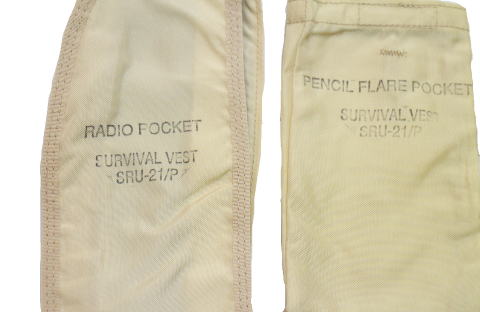 RADIO POCKET
SURVIVAL VEST
SRU-21/P
PENCIL FLARE POCKET
SURVIVAL VEST
SRU-21/P